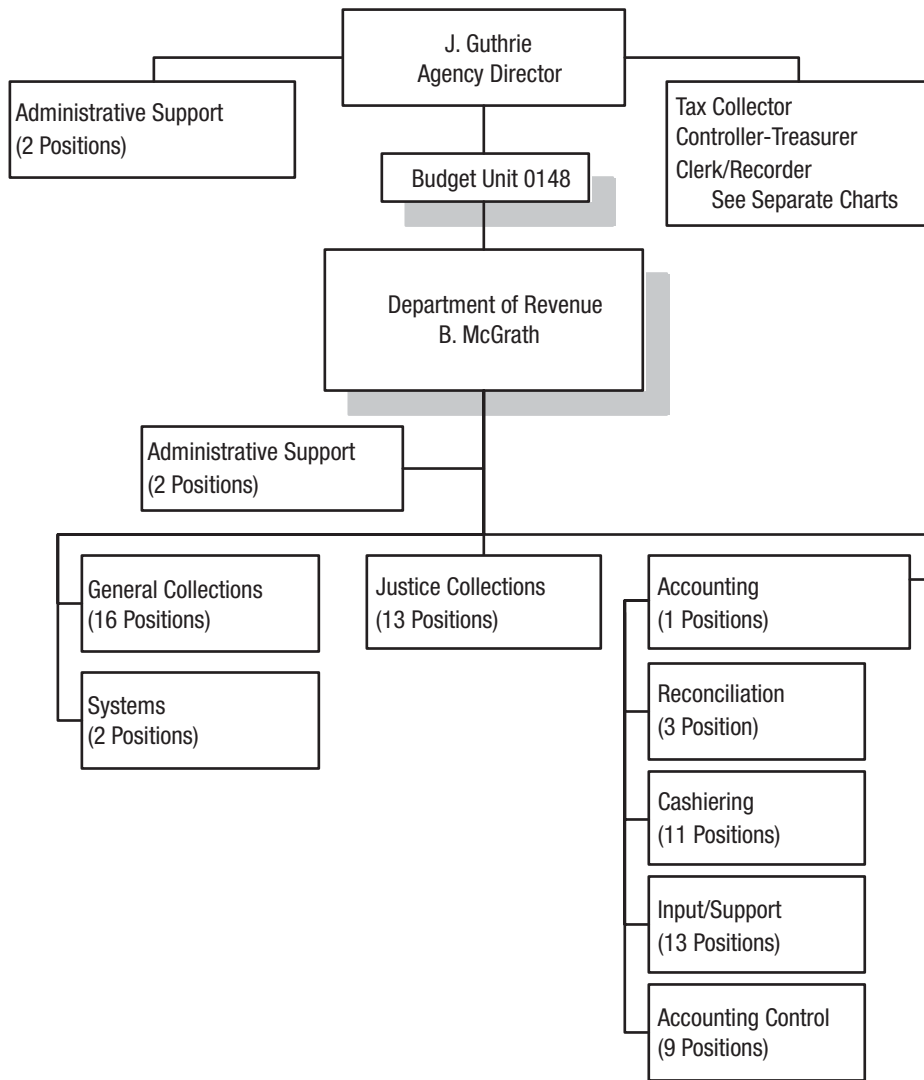 J. Guthrie
Agency Director
Administrative Support
(2 Positions)
Tax Collector
Controller-Treasurer
Clerk/Recorder
See Separate Charts
Budget Unit 0148
Department of Revenue
B. McGrath
Administrative Support
(2 Positions)
General Collections
(16 Positions)
Justice Collections
(13 Positions)
Accounting
(1 Positions)
Systems
(2 Positions)
Reconciliation
(3 Position)
Cashiering
(11 Positions)
Input/Support
(13 Positions)
Accounting Control
(9 Positions)